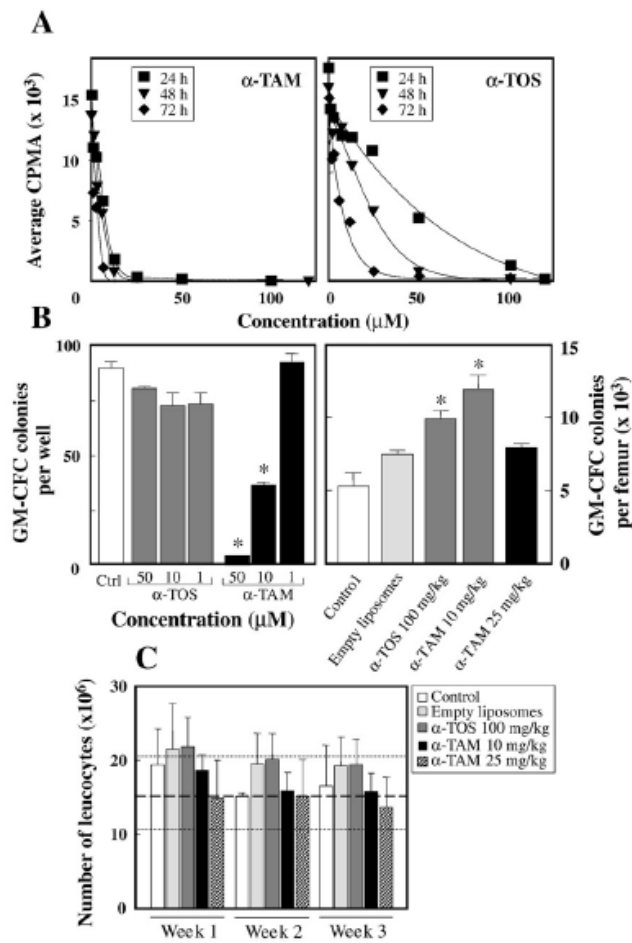 A
24 h
48 h
72 h
α-TAM
24 h
48 h
72 h
α-TOS
Average CPMA (x 10³)
15
10
5
0 50 100 0 50 100
Concentration (µM)
B
GM-CFC colonies
per well
100
50
0
Ctrl 50 10 1 50 10 1
α-TOS α-TAM
Concentration (µM)
* *
* *
15
10
5
0
GM-CFC colonies
per femur (x 10³)
Control
Empty liposomes
α-TOS 100 mg/kg
α-TAM 10 mg/kg
α-TAM 25 mg/kg
C
Number of leucocytes (x10⁶)
30
20
10
0
Week 1 Week 2 Week 3
Control
Empty liposomes
α-TOS 100 mg/kg
α-TAM 10 mg/kg
α-TAM 25 mg/kg